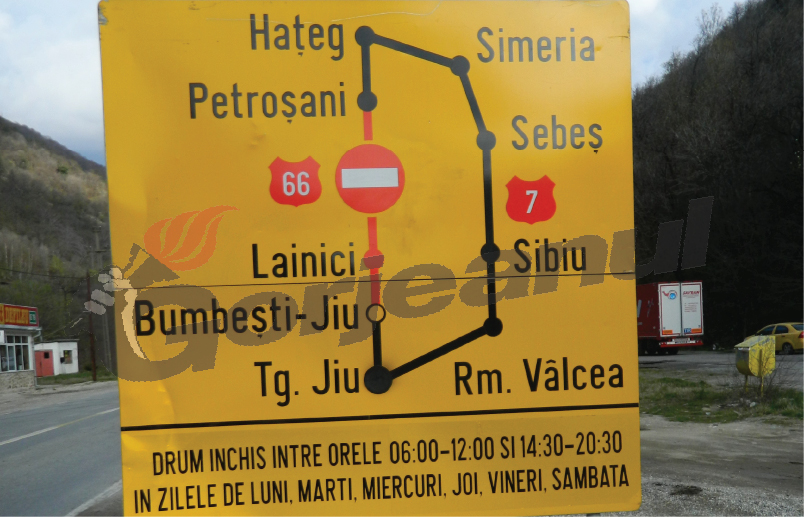 Hațeg
Simeria
Petroșani
Sebeș
66
7
Lainici
Sibiu
Gorjeanul
Bumbești-Jiu
Tg. Jiu
Rm. Vâlcea
DRUM INCHIS INTRE ORELE 06:00-12:00 SI 14:30-20:30
IN ZILELE DE LUNI, MARTI, MIERCURI, JOI, VINERI, SAMBATA